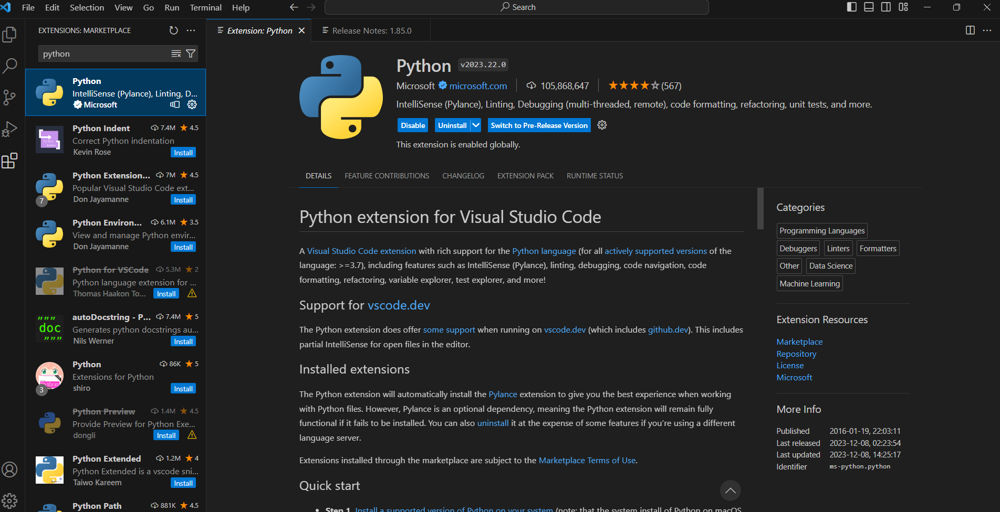 File Edit Selection View Go Run Terminal Help
Search
EXTENSIONS: MARKETPLACE
python
Python
IntelliSense (Pylance), Linting, D...
Microsoft
Python Indent 7.4M 4.5
Correct Python indentation
Kevin Rose Install
Python Extension... 7M 4.5
Popular Visual Studio Code ext...
7 Don Jayamanne Install
Python Environ... 6.1M 3.5
View and manage Python envir...
Don Jayamanne Install
Python for VSCode 5.3M 2
Python language extension for ...
Thomas Haakon To... Install
autoDocstring - P... 7.4M 5
""" doc """
Generates python docstrings au...
Nils Werner Install
Python 86K 5
Extensions for Python
3 shiro Install
Python Preview 1.4M 4.5
Provide Preview for Python Exe...
dongli Install
Python Extended 1.2M 4
Python Extended is a vscode sni...
Taiwo Kareem Install
Python Path 881K 4.5
Extension: Python
Release Notes: 1.85.0
Python v2023.22.0
Microsoft microsoft.com 105,868,647 (567)
IntelliSense (Pylance), Linting, Debugging (multi-threaded, remote), code formatting, refactoring, unit tests, and more.
Disable Uninstall Switch to Pre-Release Version
This extension is enabled globally.
DETAILS FEATURE CONTRIBUTIONS CHANGELOG EXTENSION PACK RUNTIME STATUS
Python extension for Visual Studio Code
A Visual Studio Code extension with rich support for the Python language (for all actively supported versions of the
language: >=3.7), including features such as IntelliSense (Pylance), linting, debugging, code navigation, code
formatting, refactoring, variable explorer, test explorer, and more!
Support for vscode.dev
The Python extension does offer some support when running on vscode.dev (which includes github.dev). This includes
partial IntelliSense for open files in the editor.
Installed extensions
The Python extension will automatically install the Pylance extension to give you the best experience when working
with Python files. However, Pylance is an optional dependency, meaning the Python extension will remain fully
functional if it fails to be installed. You can also uninstall it at the expense of some features if you're using a different
language server.
Extensions installed through the marketplace are subject to the Marketplace Terms of Use.
Quick start
• Step 1. Install a supported version of Python on your system (note: that the system install of Python on macOS
Categories
Programming Languages
Debuggers Linters Formatters
Other Data Science
Machine Learning
Extension Resources
Marketplace
Repository
License
Microsoft
More Info
Published 2016-01-19, 22:03:11
Last released 2023-12-08, 02:23:54
Last updated 2023-12-08, 14:25:17
Identifier ms-python.python